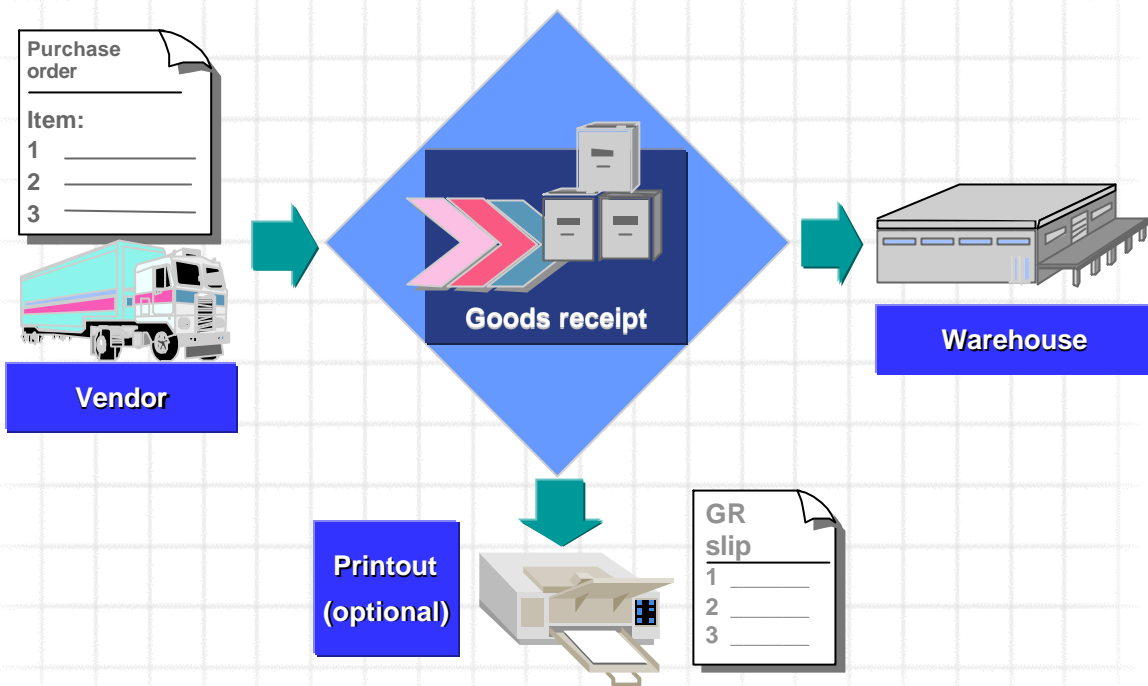 Purchase
order
Item:
1
2
3
Vendor
Goods receipt
Warehouse
Printout
(optional)
GR
slip
1
2
3